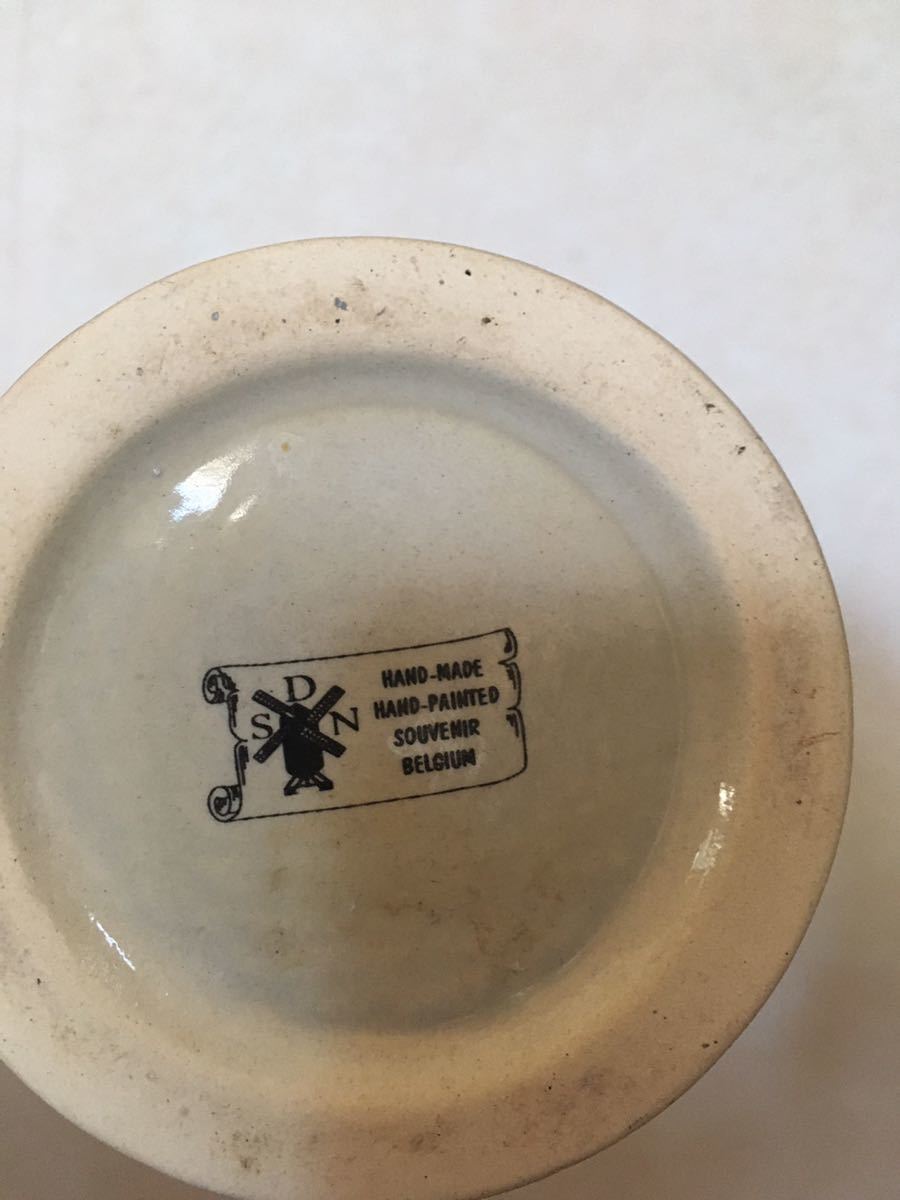 D
S N
HAND-MADE
HAND-PAINTED
SOUVENIR
BELGIUM